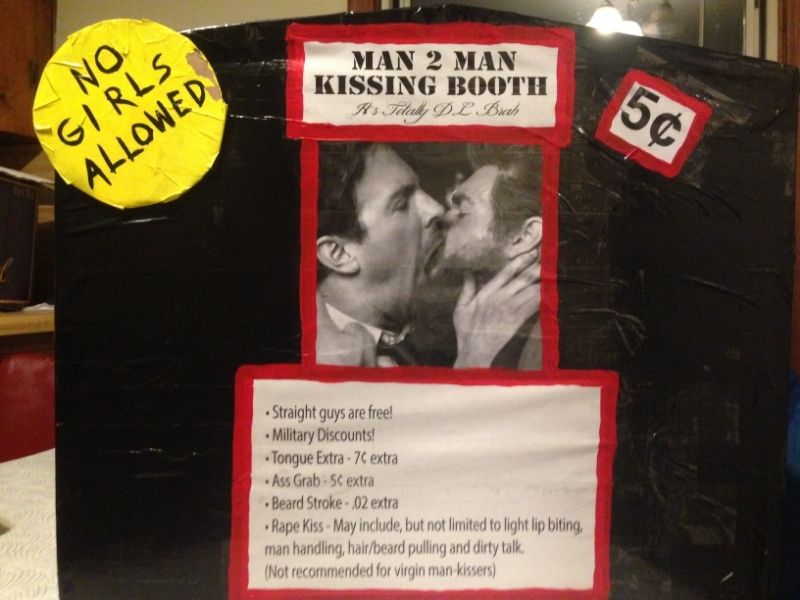 NO
GIRLS
ALLOWED
MAN 2 MAN
KISSING BOOTH
It's Totally DL Brah
5¢
• Straight guys are free!
• Military Discounts!
• Tongue Extra - 7¢ extra
• Ass Grab - 5¢ extra
• Beard Stroke - .02 extra
• Rape Kiss - May include, but not limited to light lip biting,
man handling, hair/beard pulling and dirty talk.
(Not recommended for virgin man-kissers)